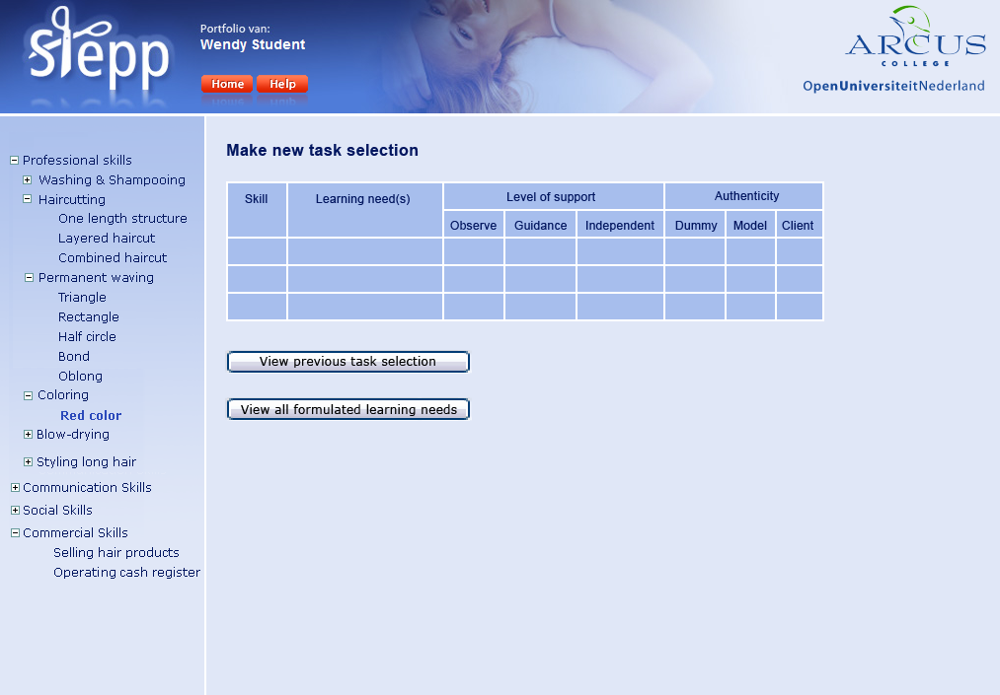 Stepp
Portfolio van:
Wendy Student
Home Help
ARCUS
COLLEGE
OpenUniversiteitNederland
Professional skills
Washing & Shampooing
Haircutting
One length structure
Layered haircut
Combined haircut
Permanent waving
Triangle
Rectangle
Half circle
Bond
Oblong
Coloring
Red color
Blow-drying
Styling long hair
Communication Skills
Social Skills
Commercial Skills
Selling hair products
Operating cash register
Make new task selection
Skill Learning need(s) Level of support Authenticity
Observe Guidance Independent Dummy Model Client
View previous task selection
View all formulated learning needs